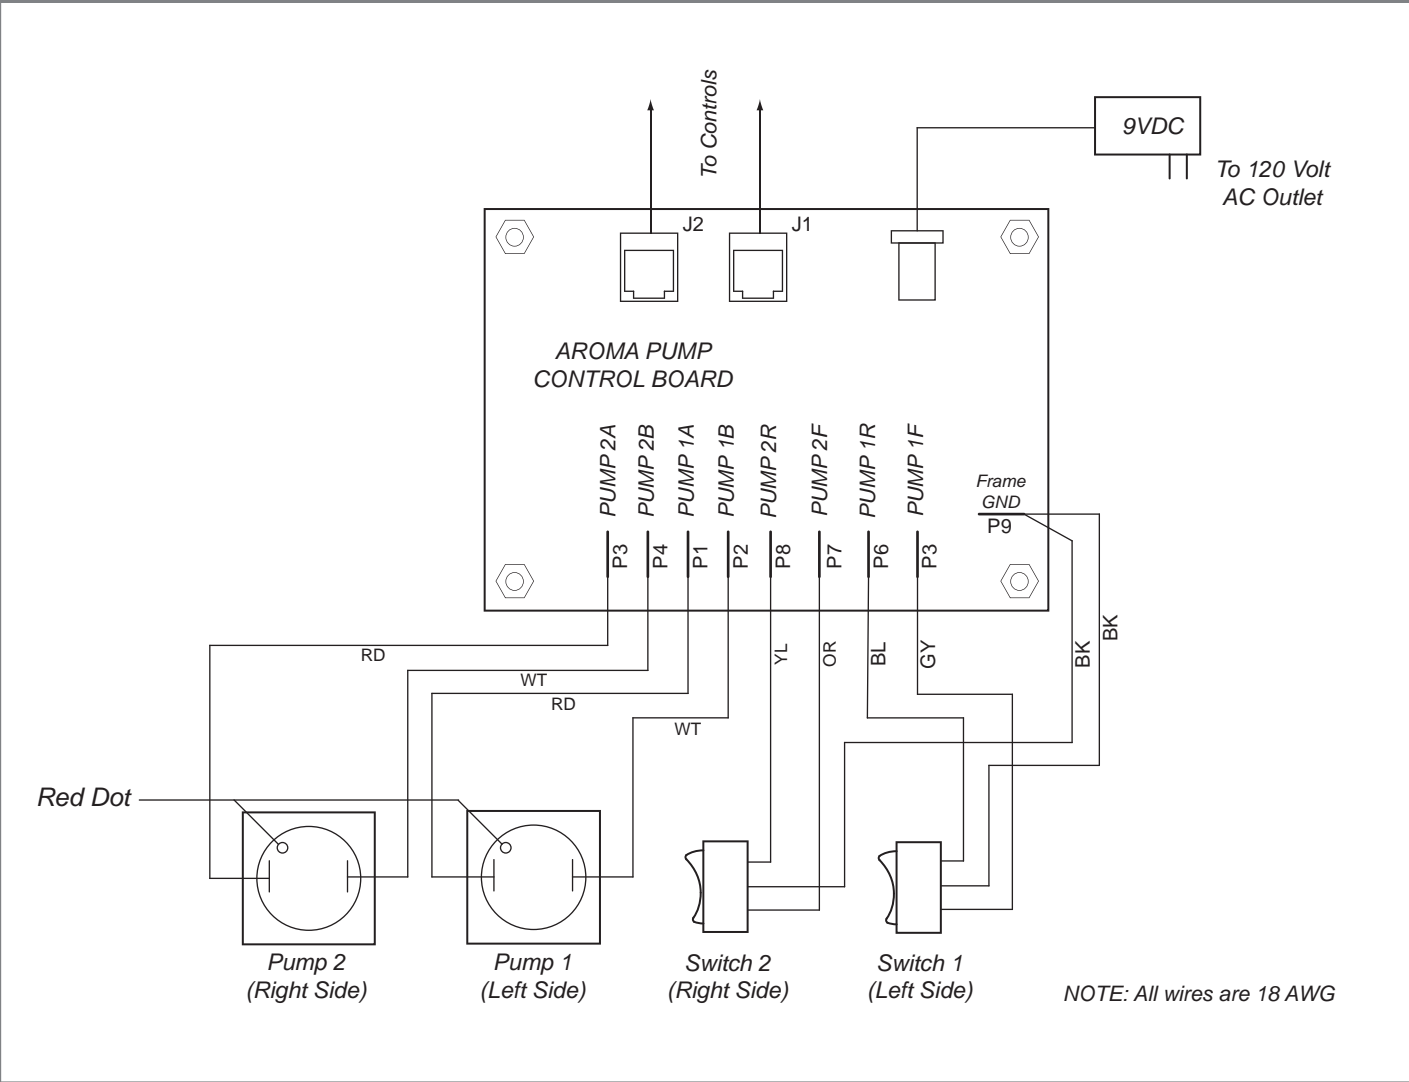 To Controls
9VDC
To 120 Volt
AC Outlet
J2
J1
AROMA PUMP
CONTROL BOARD
PUMP 2A
PUMP 2B
PUMP 1A
PUMP 1B
PUMP 2R
PUMP 2F
PUMP 1R
PUMP 1F
Frame
GND
P9
P3
P4
P1
P2
P8
P7
P6
P3
RD
WT
RD
WT
YL
OR
BL
GY
BK
BK
Red Dot
Pump 2
(Right Side)
Pump 1
(Left Side)
Switch 2
(Right Side)
Switch 1
(Left Side)
NOTE: All wires are 18 AWG